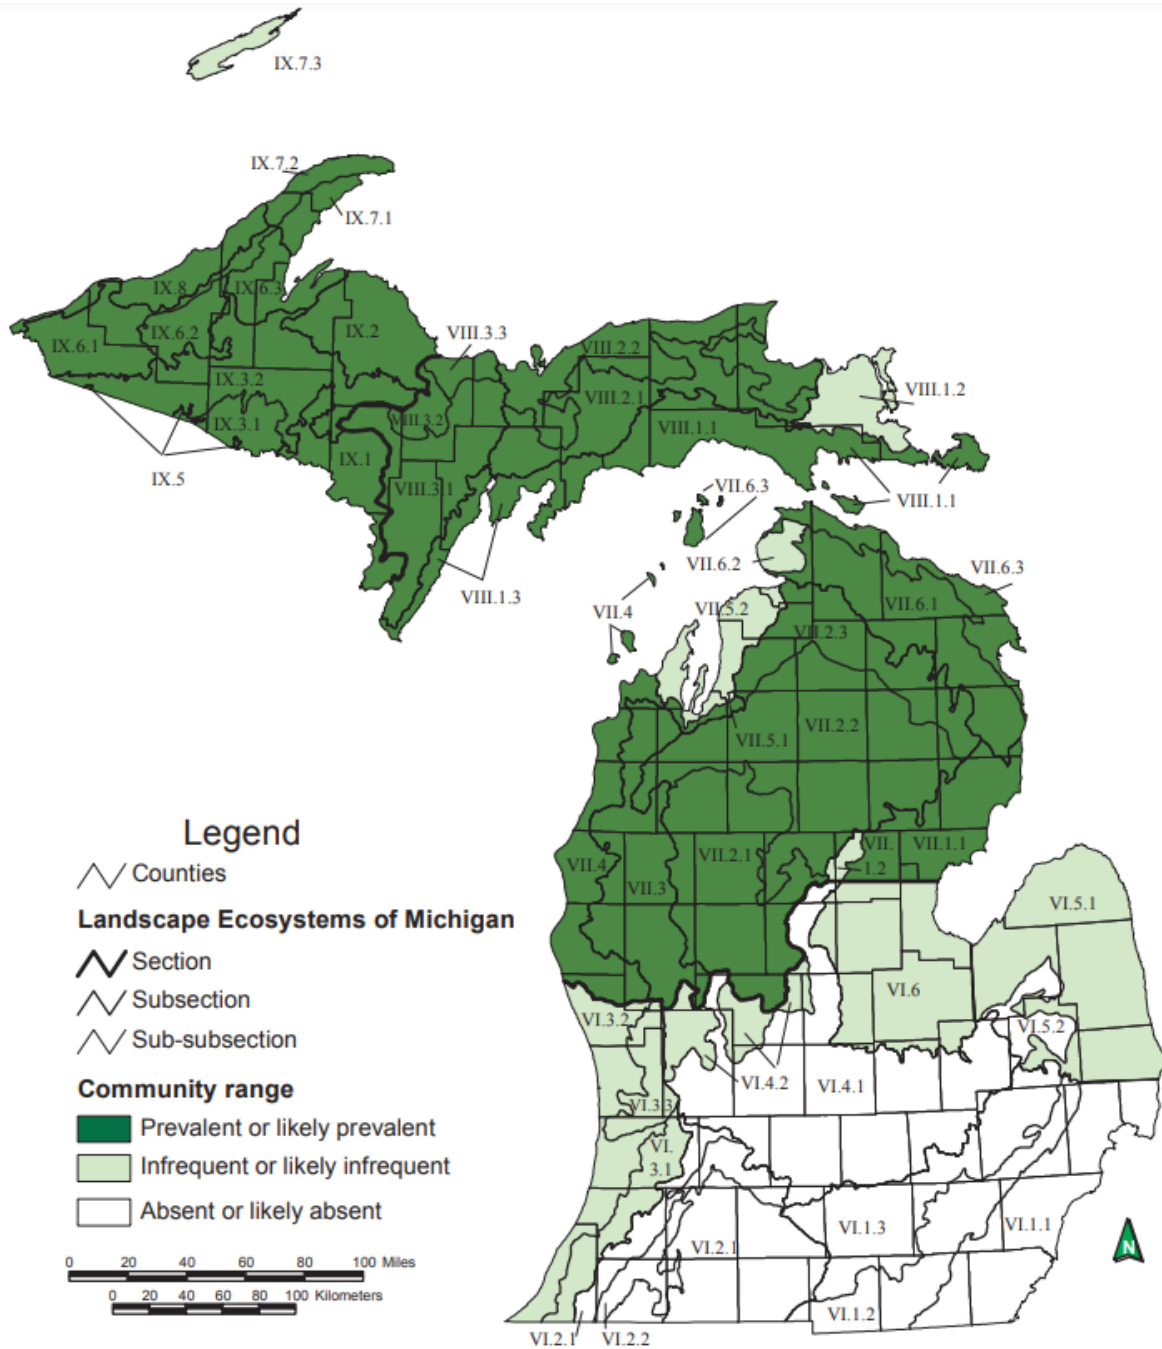 IX.7.3
IX.7.2
IX.7.1
IX.8
IX.6.3
IX.2
VIII.3.3
IX.6.2
IX.6.1
VIII.2.2
IX.3.2
VIII.2.1
VIII.1.2
VIII.3.2
IX.3.1
VIII.1.1
IX.1
IX.5
VIII.3.1
VII.6.3
VIII.1.1
VII.6.2
VII.6.3
VIII.1.3
VII.4
VII.5.2
VII.6.1
VII.2.3
VII.2.2
VII.5.1
Legend
Counties
Landscape Ecosystems of Michigan
Section
Subsection
Sub-subsection
Community range
Prevalent or likely prevalent
Infrequent or likely infrequent
Absent or likely absent
0 20 40 60 80 100 Miles
0 20 40 60 80 100 Kilometers
VII.
1.2
VII.1.1
VII.2.1
VII.4
VII.3
VI.5.1
VI.6
VI.3.2
VI.5.2
VI.4.2
VI.4.1
VI.3.3
VI.
3.1
VI.1.3
VI.1.1
VI.2.1
N
VI.1.2
VI.2.1
VI.2.2